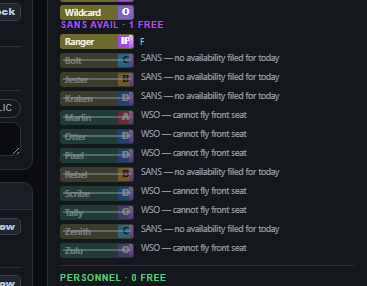 ock
Wildcard
SANS AVAIL · 1 FREE
Ranger IP F
Bolt C SANS — no availability filed for today
Jester SANS — no availability filed for today
Kraken D SANS — no availability filed for today
Marlin A WSO — cannot fly front seat
LIC
Otter D WSO — cannot fly front seat
Pixel D WSO — cannot fly front seat
Rebel SANS — no availability filed for today
Scribe D WSO — cannot fly front seat
Tally WSO — cannot fly front seat
ow
Zenith C SANS — no availability filed for today
Zulu WSO — cannot fly front seat
PERSONNEL · 0 FREE
ow